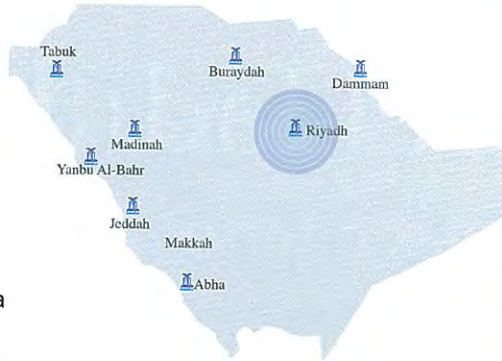 Tabuk
Buraydah
Dammam
Riyadh
Madinah
Yanbu Al-Bahr
Jeddah
Makkah
Abha
a